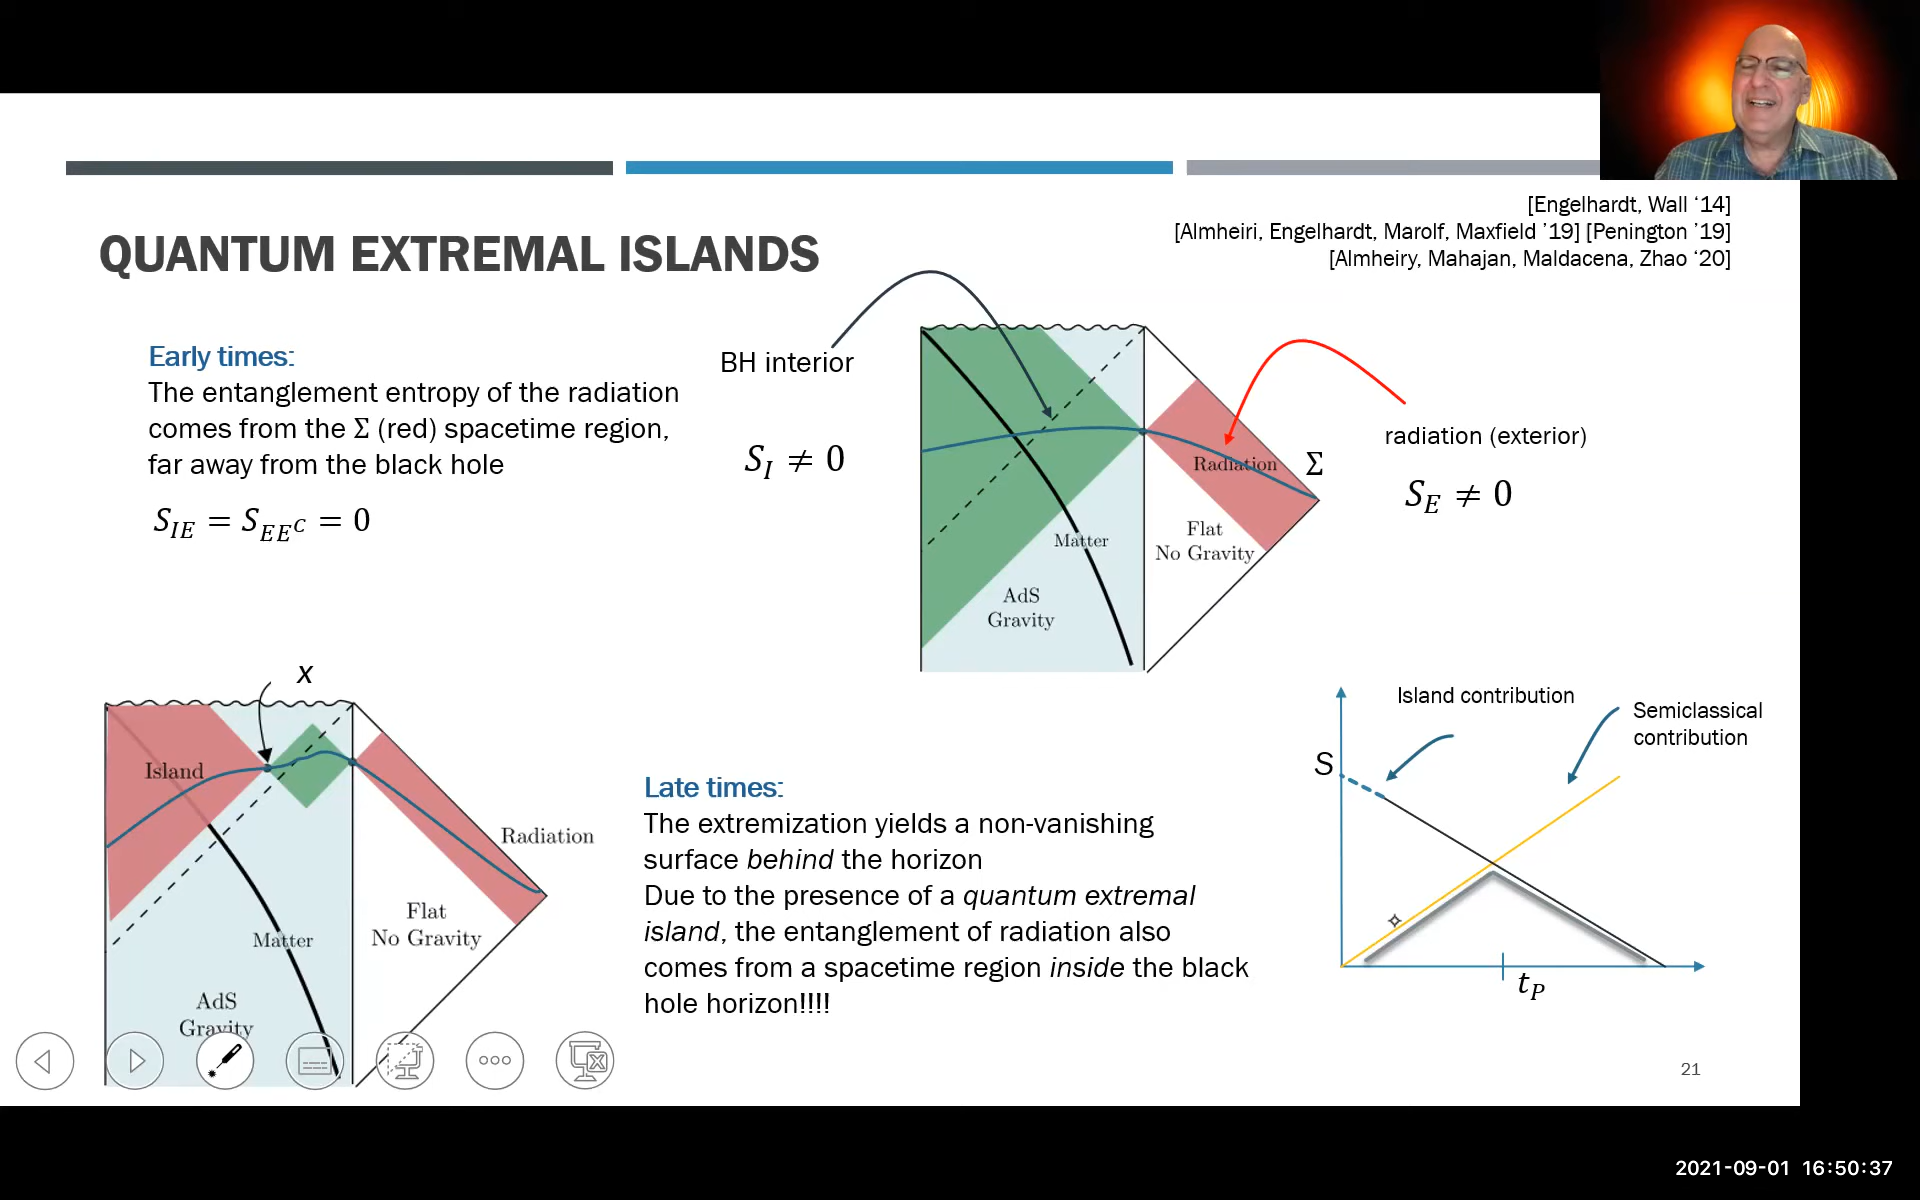 [Engelhardt, Wall ‘14]
[Almheiri, Engelhardt, Marolf, Maxfield ’19] [Penington ’19]
[Almheiry, Mahajan, Maldacena, Zhao ‘20]
QUANTUM EXTREMAL ISLANDS
Early times:
The entanglement entropy of the radiation
comes from the Σ (red) spacetime region,
far away from the black hole
S_{IE} = S_{EE^C} = 0
BH interior
S_I ≠ 0
radiation (exterior)
S_E ≠ 0
Radiation
Σ
Flat
No Gravity
Matter
AdS
Gravity
x
Island
Radiation
Flat
No Gravity
Matter
AdS
Gravity
Late times:
The extremization yields a non-vanishing
surface behind the horizon
Due to the presence of a quantum extremal
island, the entanglement of radiation also
comes from a spacetime region inside the black
hole horizon!!!!
Island contribution
Semiclassical
contribution
S
t_P
21
2021-09-01 16:50:37